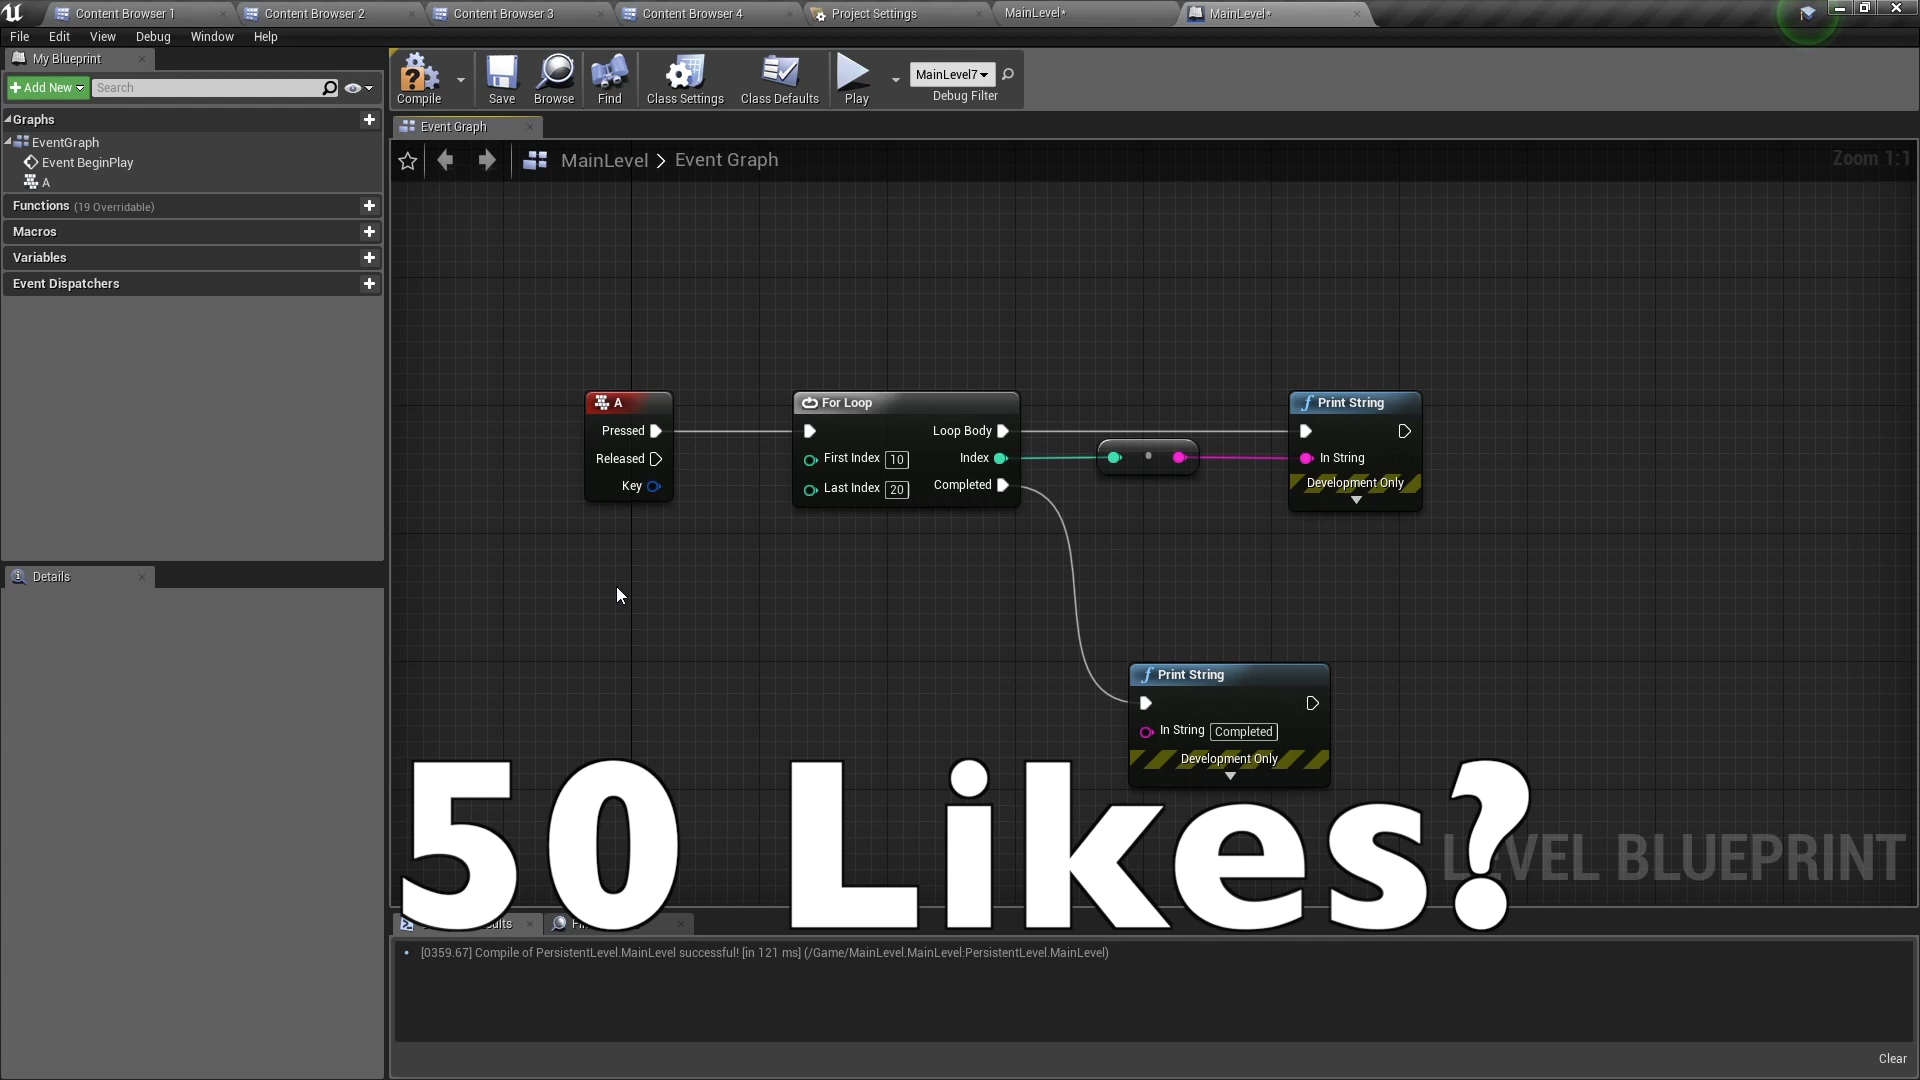 Content Browser 1
Content Browser 2
Content Browser 3
Content Browser 4
Project Settings
MainLevel*
MainLevel*
File Edit View Debug Window Help
My Blueprint
Add New
Search
Graphs
EventGraph
Event BeginPlay
A
Functions (19 Overridable)
Macros
Variables
Event Dispatchers
Details
Compile
Save
Browse
Find
Class Settings
Class Defaults
Play
MainLevel7
Debug Filter
Event Graph
MainLevel > Event Graph
Zoom 1:1
A
Pressed
Released
Key
For Loop
Loop Body
First Index 10
Index
Last Index 20
Completed
Print String
In String
Development Only
Print String
In String Completed
Development Only
50 Likes?
LEVEL BLUEPRINT
[0359.67] Compile of PersistentLevel.MainLevel successful! [in 121 ms] (/Game/MainLevel.MainLevel:PersistentLevel.MainLevel)
Clear